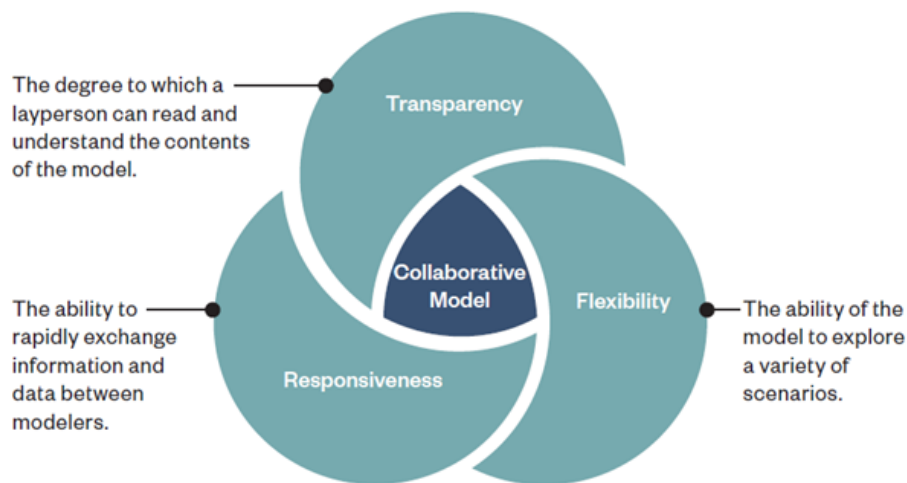 The degree to which a
layperson can read and
understand the contents
of the model.
Transparency
Collaborative
Model
Flexibility
The ability of the
model to explore
a variety of
scenarios.
The ability to
rapidly exchange
information and
data between
modelers.
Responsiveness